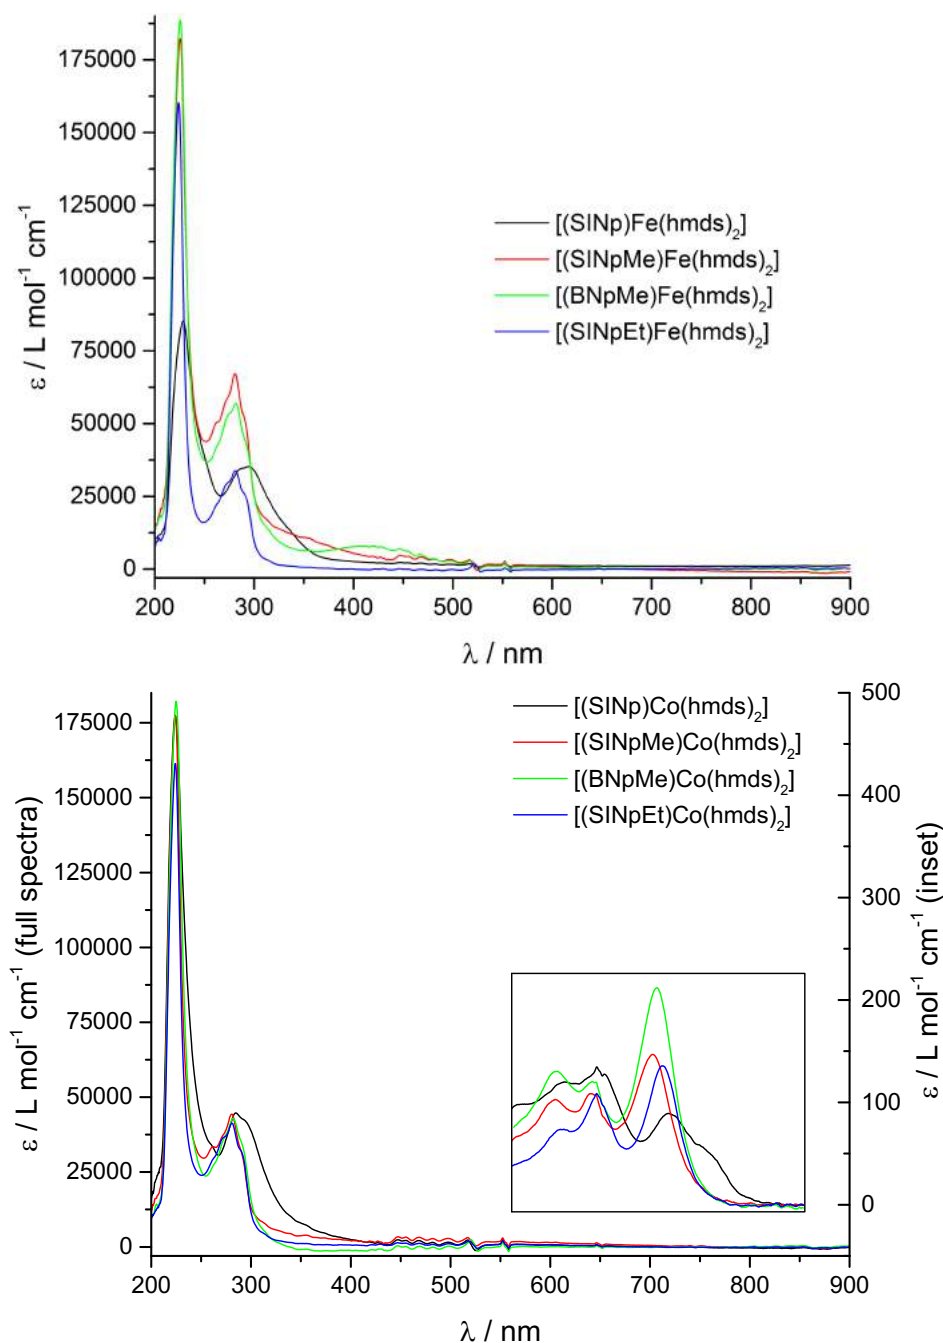 175000
150000
125000
100000
75000
50000
25000
0
ε / L mol⁻¹ cm⁻¹
[(SINp)Fe(hmds)₂]
[(SINpMe)Fe(hmds)₂]
[(BNpMe)Fe(hmds)₂]
[(SINpEt)Fe(hmds)₂]
200 300 400 500 600 700 800 900
λ / nm
175000
150000
125000
100000
75000
50000
25000
0
ε / L mol⁻¹ cm⁻¹ (full spectra)
[(SINp)Co(hmds)₂]
[(SINpMe)Co(hmds)₂]
[(BNpMe)Co(hmds)₂]
[(SINpEt)Co(hmds)₂]
500
400
300
200
100
0
ε / L mol⁻¹ cm⁻¹ (inset)
200 300 400 500 600 700 800 900
λ / nm